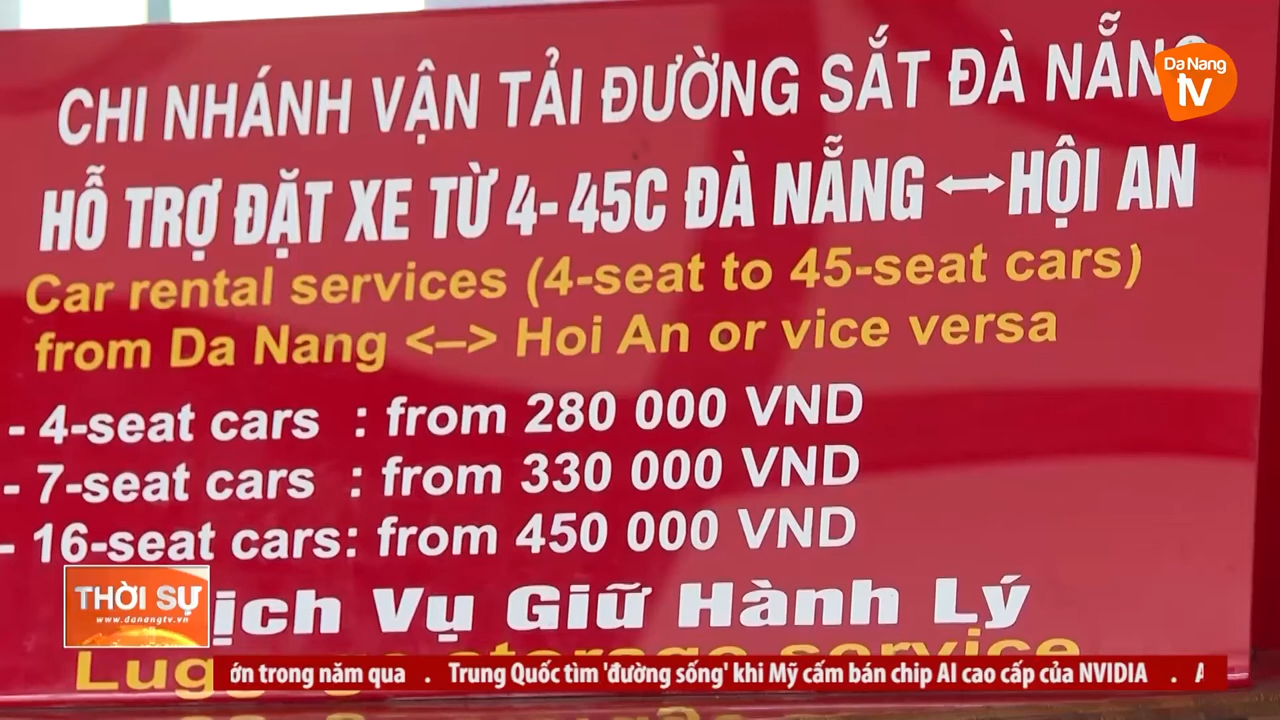 Da Nang
tv
CHI NHÁNH VẬN TẢI ĐƯỜNG SẮT ĐÀ NẴNG
HỖ TRỢ ĐẶT XE TỪ 4- 45C ĐÀ NẴNG ↔ HỘI AN
Car rental services (4-seat to 45-seat cars)
from Da Nang <–> Hoi An or vice versa
- 4-seat cars : from 280 000 VND
- 7-seat cars : from 330 000 VND
- 16-seat cars: from 450 000 VND
THỜI SỰ
www.danangtv.vn
ịch Vụ Giữ Hành Lý
Luggage storage service
ớn trong năm qua . Trung Quốc tìm 'đường sống' khi Mỹ cấm bán chip AI cao cấp của NVIDIA .